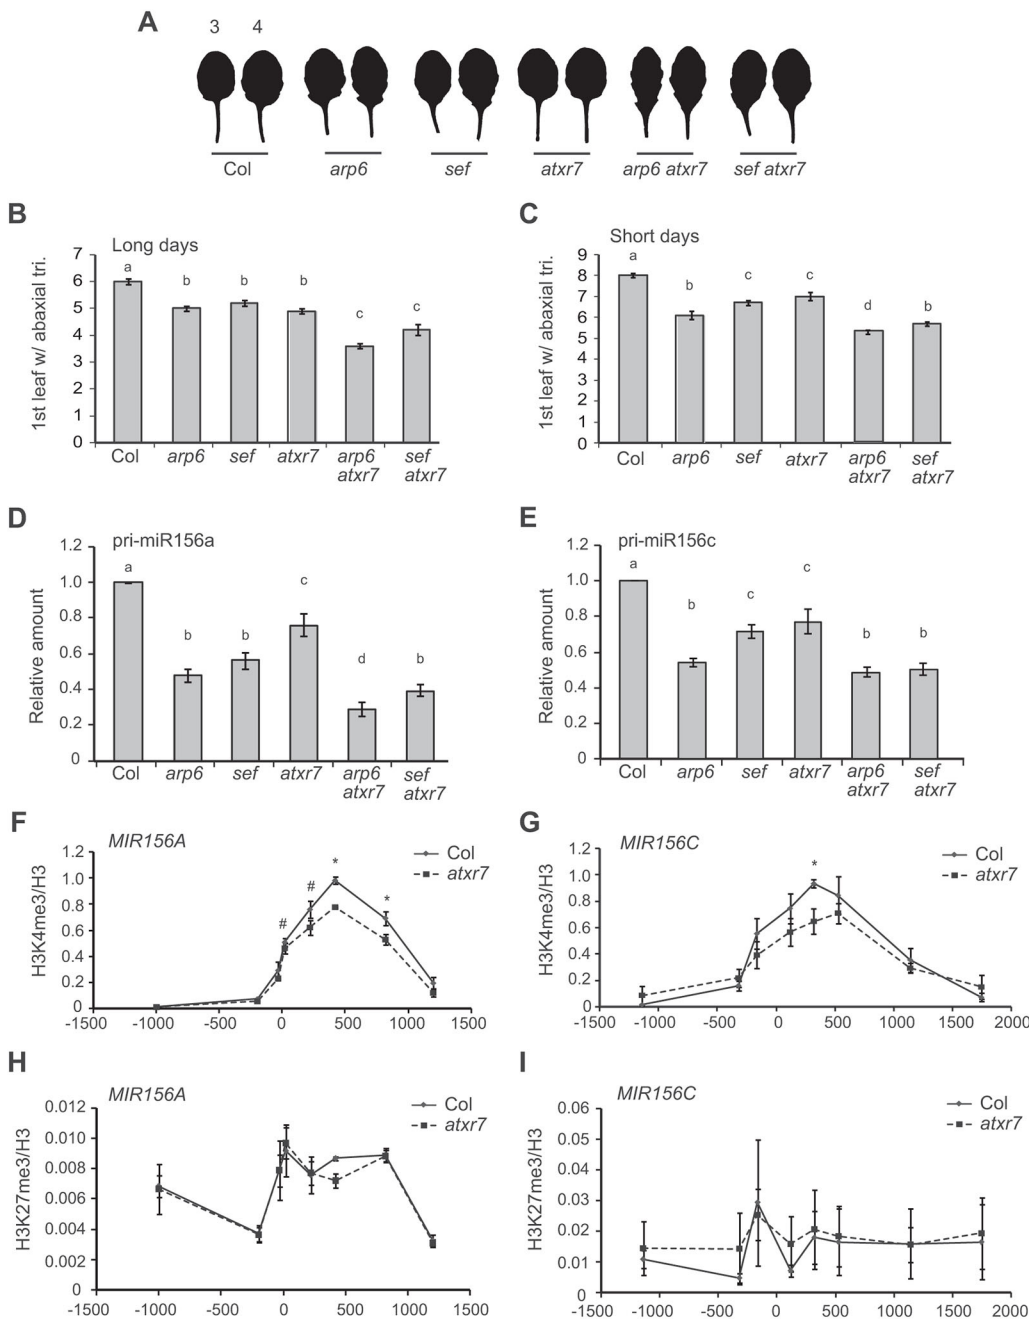 A
3 4
Col arp6 sef atxr7 arp6 atxr7 sef atxr7
B
Long days
1st leaf w/ abaxial tri.
7
6
5
4
3
2
1
0
a b b b c c
Col arp6 sef atxr7 arp6 atxr7 sef atxr7
C
Short days
1st leaf w/ abaxial tri.
9
8
7
6
5
4
3
2
1
0
a b c c d b
Col arp6 sef atxr7 arp6 atxr7 sef atxr7
D
pri-miR156a
Relative amount
1.2
1.0
0.8
0.6
0.4
0.2
0
a b b c d b
Col arp6 sef atxr7 arp6 atxr7 sef atxr7
E
pri-miR156c
Relative amount
1.2
1.0
0.8
0.6
0.4
0.2
0
a b c c b b
Col arp6 sef atxr7 arp6 atxr7 sef atxr7
F
MIR156A
H3K4me3/H3
1.2
1.0
0.8
0.6
0.4
0.2
0
# # * *
Col
atxr7
-1500 -1000 -500 0 500 1000 1500
G
MIR156C
H3K4me3/H3
1.2
1.0
0.8
0.6
0.4
0.2
0
*
Col
atxr7
-1500 -1000 -500 0 500 1000 1500 2000
H
MIR156A
H3K27me3/H3
0.012
0.010
0.008
0.006
0.004
0.002
0
Col
atxr7
-1500 -1000 -500 0 500 1000 1500
I
MIR156C
H3K27me3/H3
0.06
0.05
0.04
0.03
0.02
0.01
0
Col
atxr7
-1500 -1000 -500 0 500 1000 1500 2000